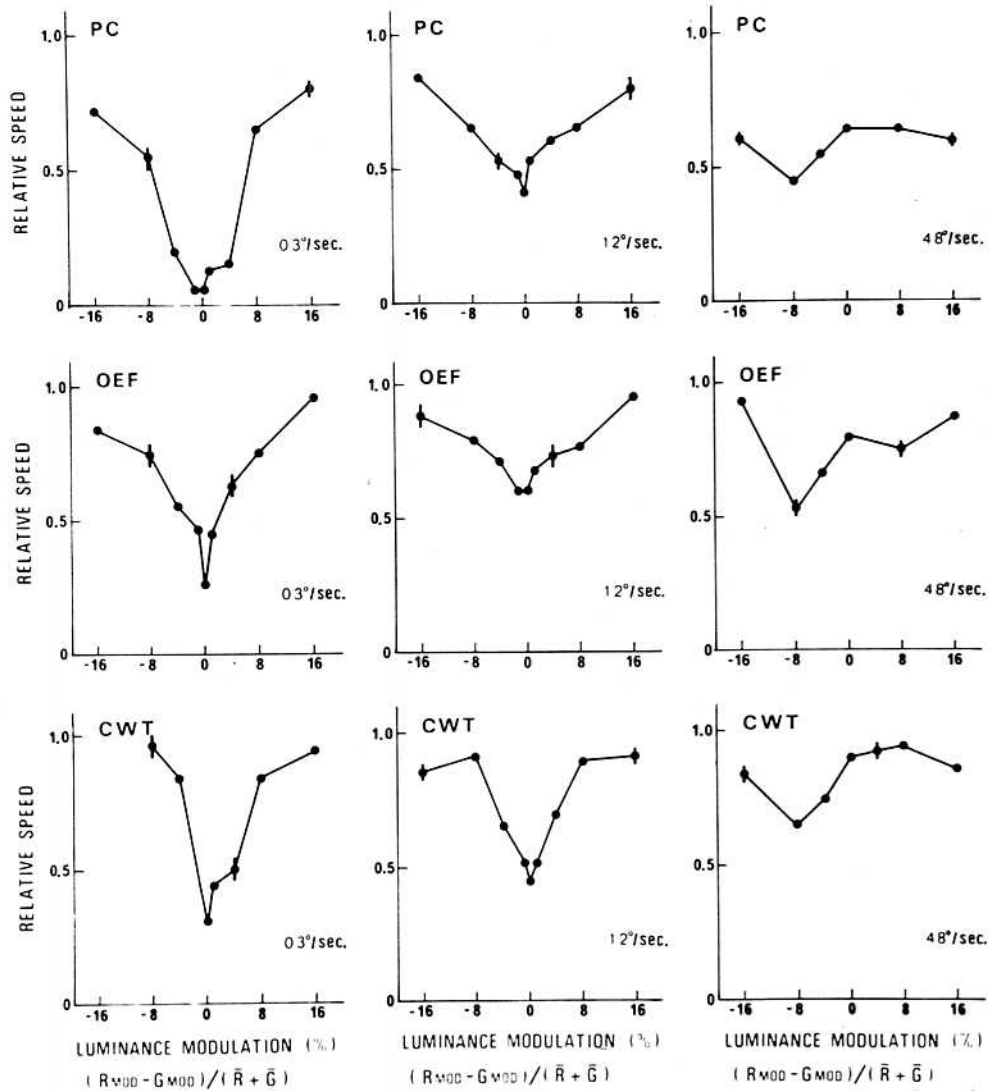 PC
PC
PC
1.0
1.0
1.0
RELATIVE SPEED
0.5
0.5
0.5
0.3°/sec.
1.2°/sec.
4.8°/sec.
0
0
0
-16 -8 0 8 16
-16 -8 0 8 16
-16 -8 0 8 16
OEF
OEF
OEF
1.0
1.0
1.0
RELATIVE SPEED
0.5
0.5
0.5
0.3°/sec.
1.2°/sec.
4.8°/sec.
0
0
0
-16 -8 0 8 16
-16 -8 0 8 16
-16 -8 0 8 16
CWT
CWT
CWT
1.0
1.0
1.0
RELATIVE SPEED
0.5
0.5
0.5
0.3°/sec.
1.2°/sec.
4.8°/sec.
0
0
0
-16 -8 0 8 16
-16 -8 0 8 16
-16 -8 0 8 16
LUMINANCE MODULATION (%)
LUMINANCE MODULATION (%)
LUMINANCE MODULATION (%)
(RMOD - GMOD)/(R̄ + Ḡ)
(RMOD - GMOD)/(R̄ + Ḡ)
(RMOD - GMOD)/(R̄ + Ḡ)